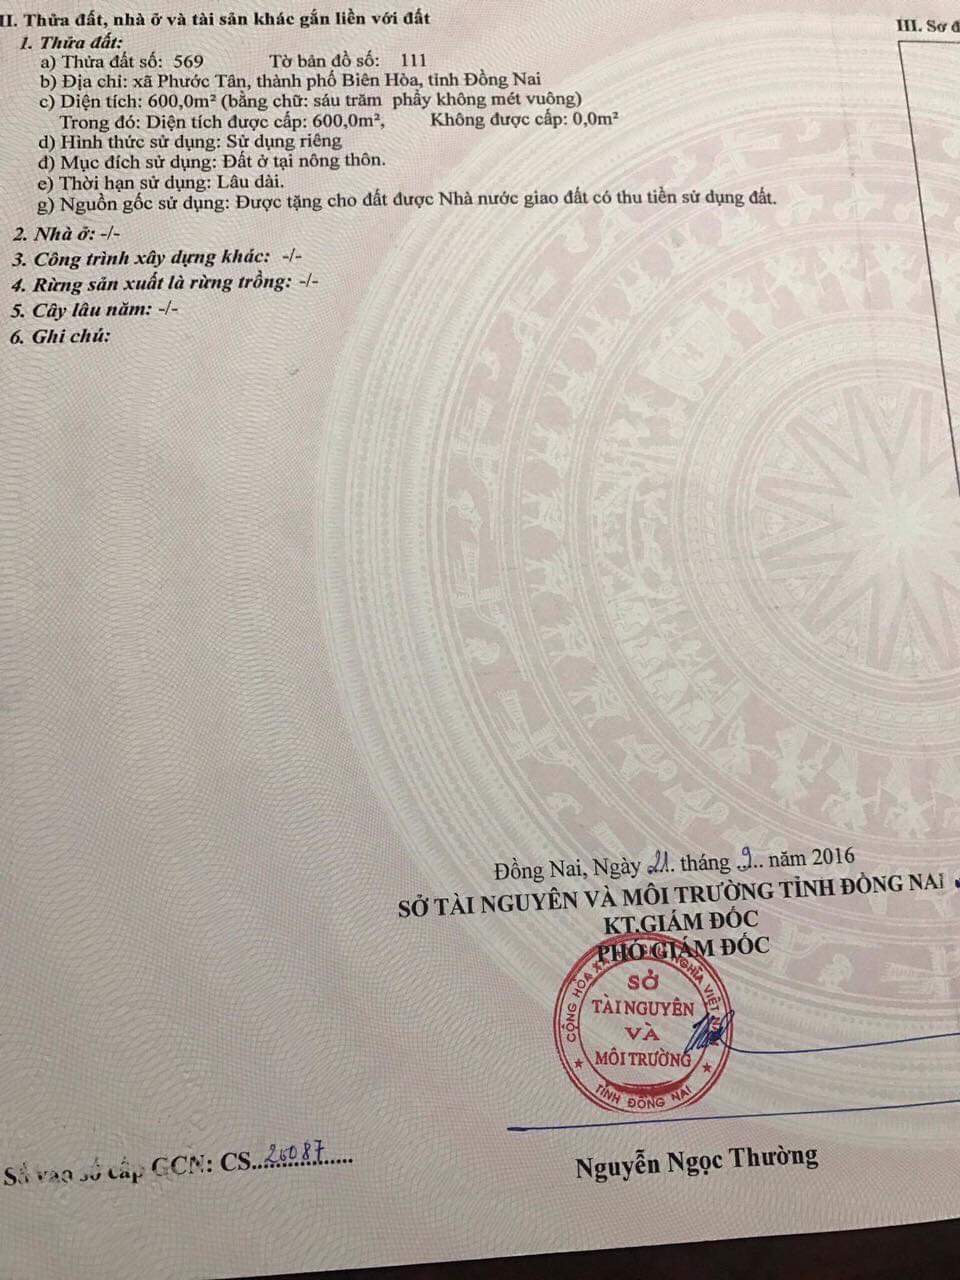 II. Thửa đất, nhà ở và tài sản khác gắn liền với đất
III. Sơ đ
1. Thửa đất:
a) Thửa đất số: 569 Tờ bản đồ số: 111
b) Địa chỉ: xã Phước Tân, thành phố Biên Hòa, tỉnh Đồng Nai
c) Diện tích: 600,0m² (bằng chữ: sáu trăm phẩy không mét vuông)
Trong đó: Diện tích được cấp: 600,0m², Không được cấp: 0,0m²
d) Hình thức sử dụng: Sử dụng riêng
đ) Mục đích sử dụng: Đất ở tại nông thôn.
e) Thời hạn sử dụng: Lâu dài.
g) Nguồn gốc sử dụng: Được tặng cho đất được Nhà nước giao đất có thu tiền sử dụng đất.
2. Nhà ở: -/-
3. Công trình xây dựng khác: -/-
4. Rừng sản xuất là rừng trồng: -/-
5. Cây lâu năm: -/-
6. Ghi chú:
Đồng Nai, Ngày 21. tháng .9.. năm 2016
SỞ TÀI NGUYÊN VÀ MÔI TRƯỜNG TỈNH ĐỒNG NAI
KT.GIÁM ĐỐC
PHÓ GIÁM ĐỐC
CỘNG HÒA XÃ NGHĨA VIỆT NAM
SỞ
TÀI NGUYÊN
VÀ
MÔI TRƯỜNG
TỈNH ĐỒNG NAI
Số vào sổ cấp GCN: CS..26087.....
Nguyễn Ngọc Thường